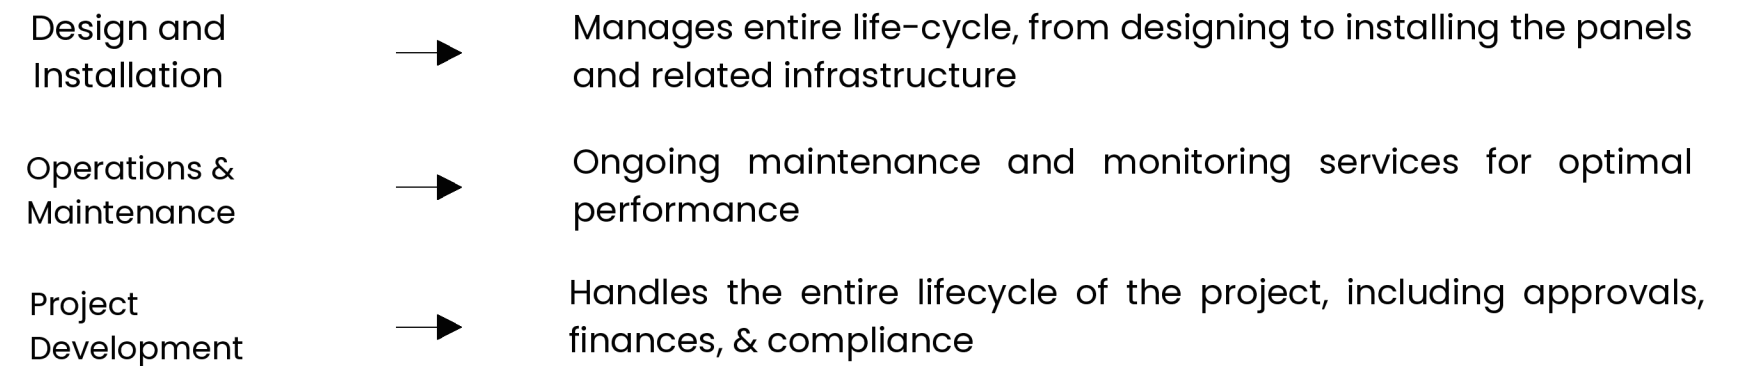 Design and
Installation
Manages entire life-cycle, from designing to installing the panels
and related infrastructure
Operations &
Maintenance
Ongoing maintenance and monitoring services for optimal
performance
Project
Development
Handles the entire lifecycle of the project, including approvals,
finances, & compliance